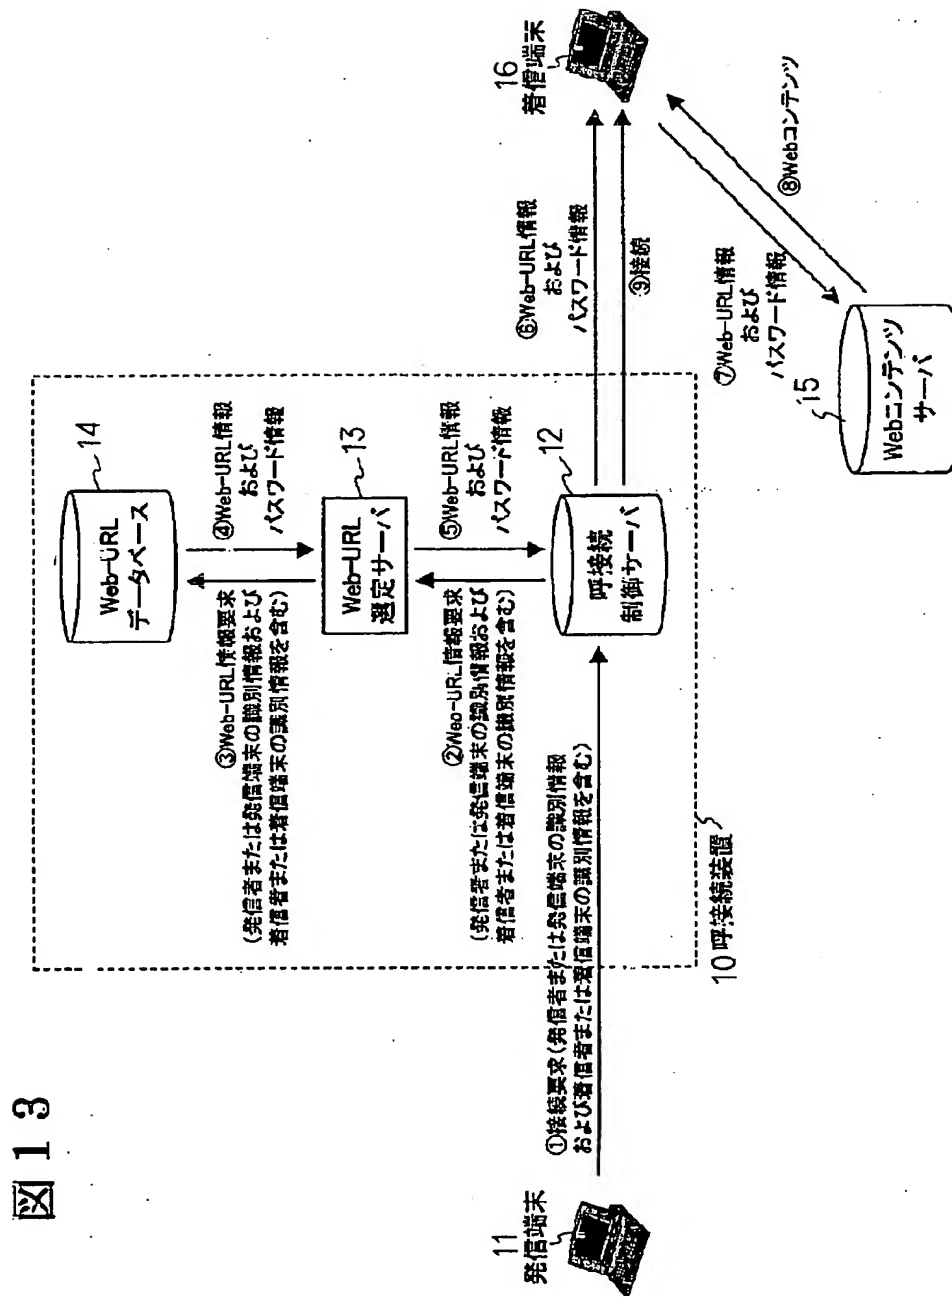 図13
11
発信端末
①接続要求(発信者または発信端末の識別情報
および着信者または着信端末の識別情報を含む)
10 呼接続装置
14
Web-URL
データベース
③Web-URL情報要求
(発信者または発信端末の識別情報および
着信者または着信端末の識別情報を含む)
④Web-URL情報
および
パスワード情報
13
Web-URL
選定サーバ
②Web-URL情報要求
(発信者または発信端末の識別情報および
着信者または着信端末の識別情報を含む)
⑤Web-URL情報
および
パスワード情報
12
呼接続
制御サーバ
⑥Web-URL情報
および
パスワード情報
⑨接続
16
着信端末
⑦Web-URL情報
および
パスワード情報
⑧Webコンテンツ
15
Webコンテンツ
サーバ